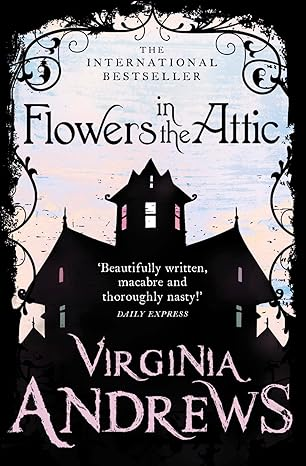 THE
INTERNATIONAL
BESTSELLER
Flowers in the Attic
'Beautifully written,
macabre and
thoroughly nasty!'
DAILY EXPRESS
VIRGINIA
ANDREWS